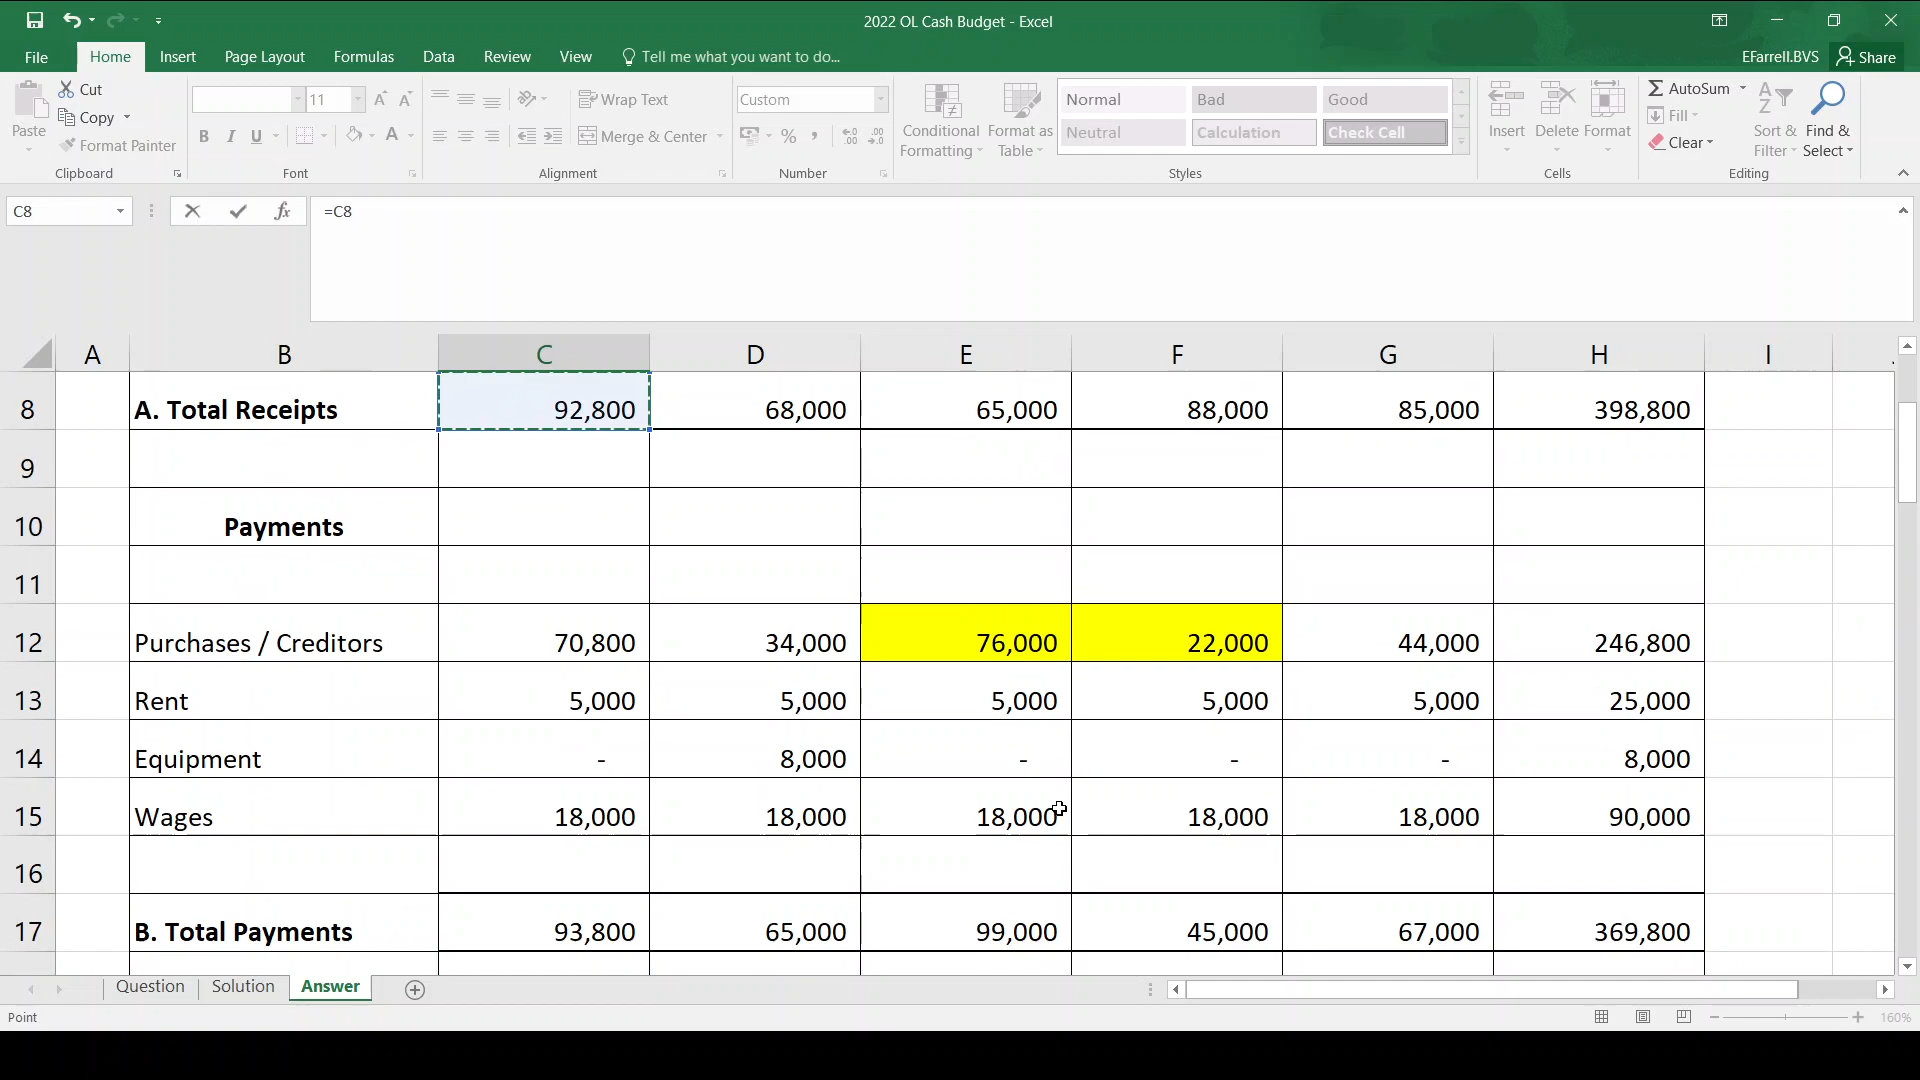 2022 OL Cash Budget - Excel
File Home Insert Page Layout Formulas Data Review View Tell me what you want to do... EFarrell.BVS Share
Paste Cut Copy Format Painter Clipboard
11 B I U A A A Font
Wrap Text Merge & Center Alignment
Custom % , Number
Conditional Formatting Format as Table Normal Bad Good Neutral Calculation Check Cell Styles
Insert Delete Format Cells
AutoSum Fill Clear Sort & Filter Find & Select Editing
C8 fx =C8
A B C D E F G H I
8 A. Total Receipts 92,800 68,000 65,000 88,000 85,000 398,800
9
10 Payments
11
12 Purchases / Creditors 70,800 34,000 76,000 22,000 44,000 246,800
13 Rent 5,000 5,000 5,000 5,000 5,000 25,000
14 Equipment - 8,000 - - - 8,000
15 Wages 18,000 18,000 18,000 18,000 18,000 90,000
16
17 B. Total Payments 93,800 65,000 99,000 45,000 67,000 369,800
Question Solution Answer
Point 160%